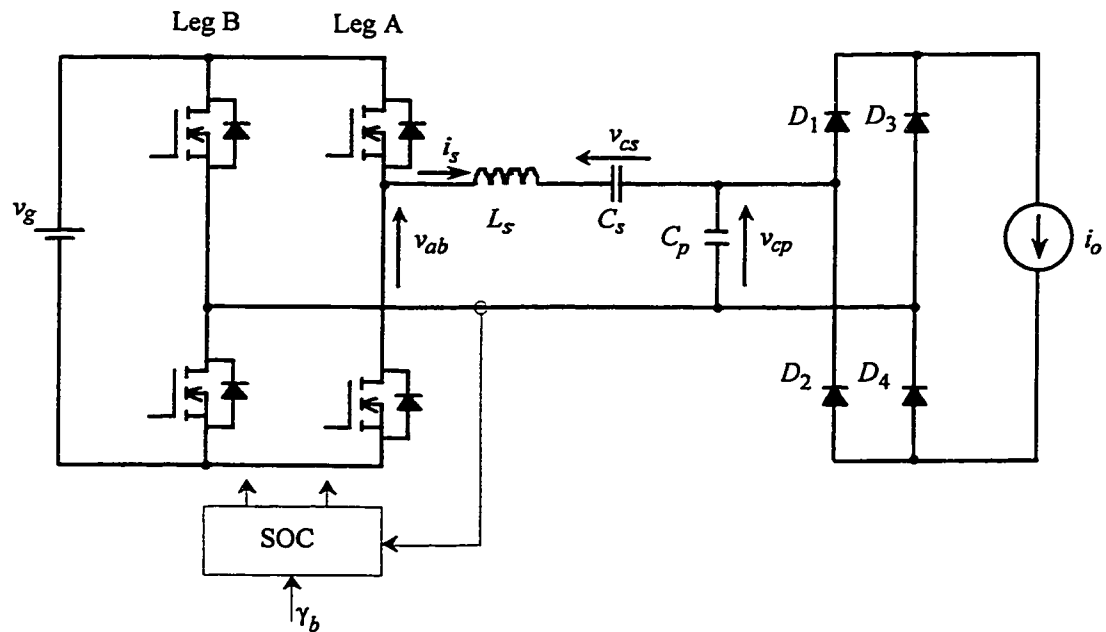 Leg B
Leg A
v_g
i_s
v_cs
v_ab
L_s
C_s
C_p
v_cp
D_1
D_3
D_2
D_4
i_o
SOC
γ_b